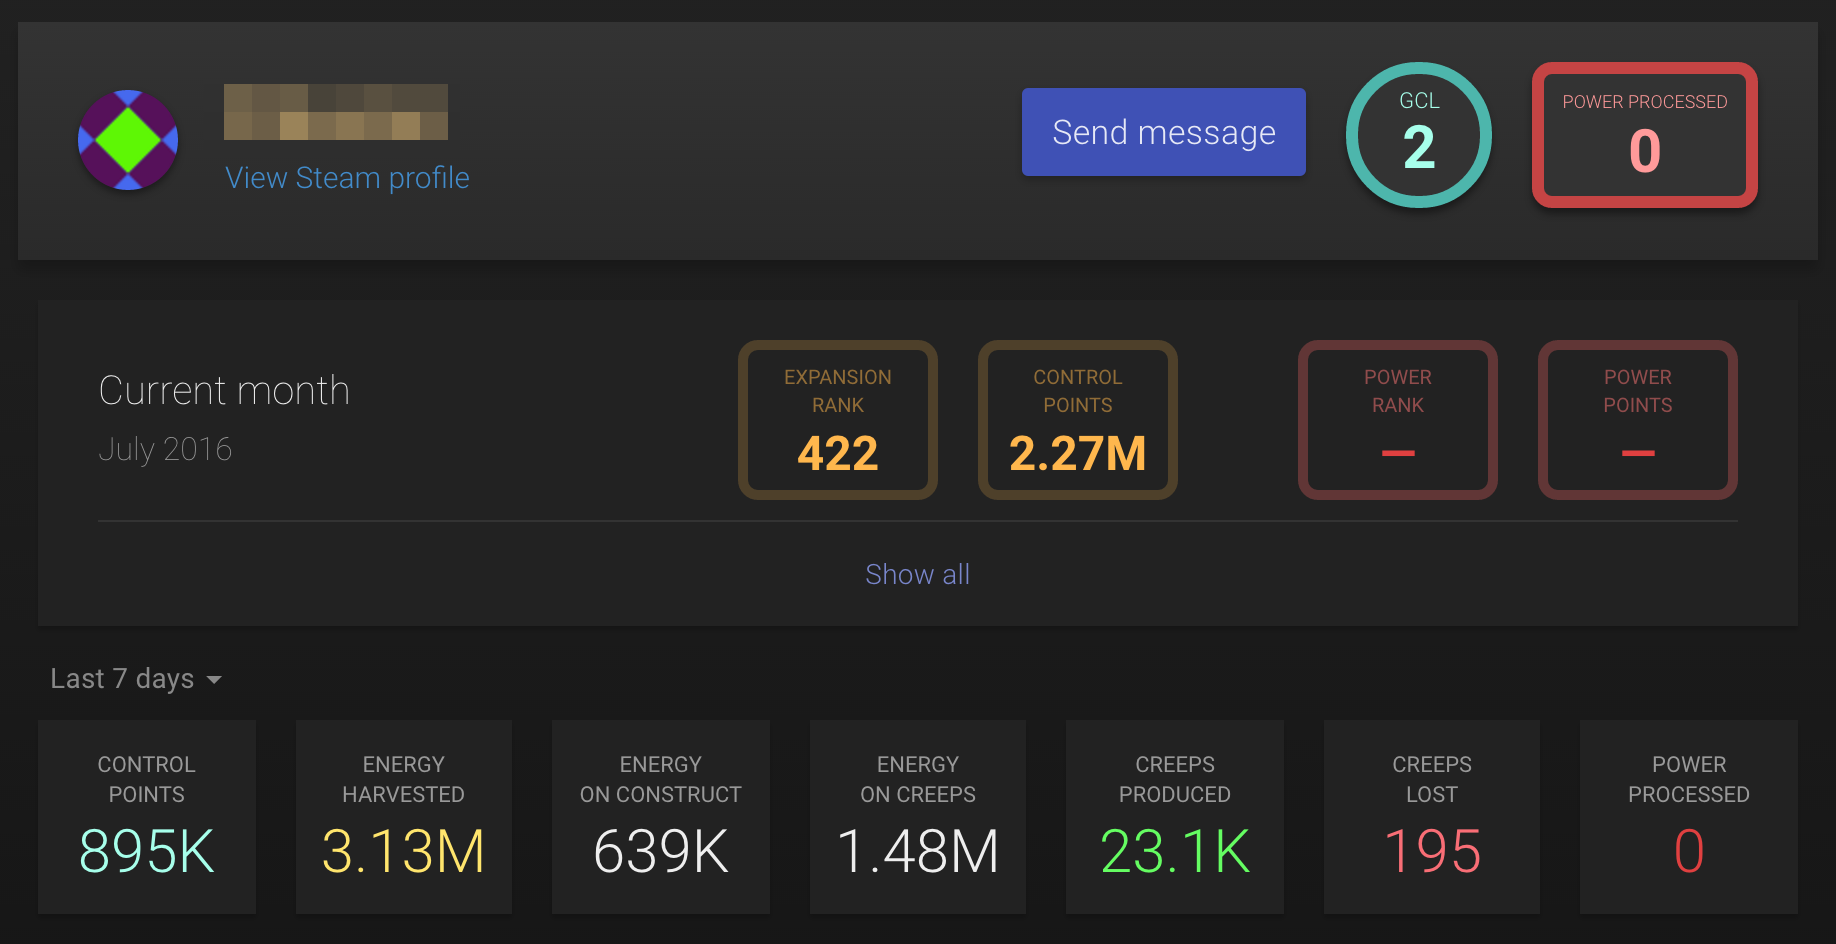 View Steam profile
Send message
GCL
2
POWER PROCESSED
0
Current month
July 2016
EXPANSION
RANK
422
CONTROL
POINTS
2.27M
POWER
RANK
—
POWER
POINTS
—
Show all
Last 7 days
CONTROL
POINTS
895K
ENERGY
HARVESTED
3.13M
ENERGY
ON CONSTRUCT
639K
ENERGY
ON CREEPS
1.48M
CREEPS
PRODUCED
23.1K
CREEPS
LOST
195
POWER
PROCESSED
0